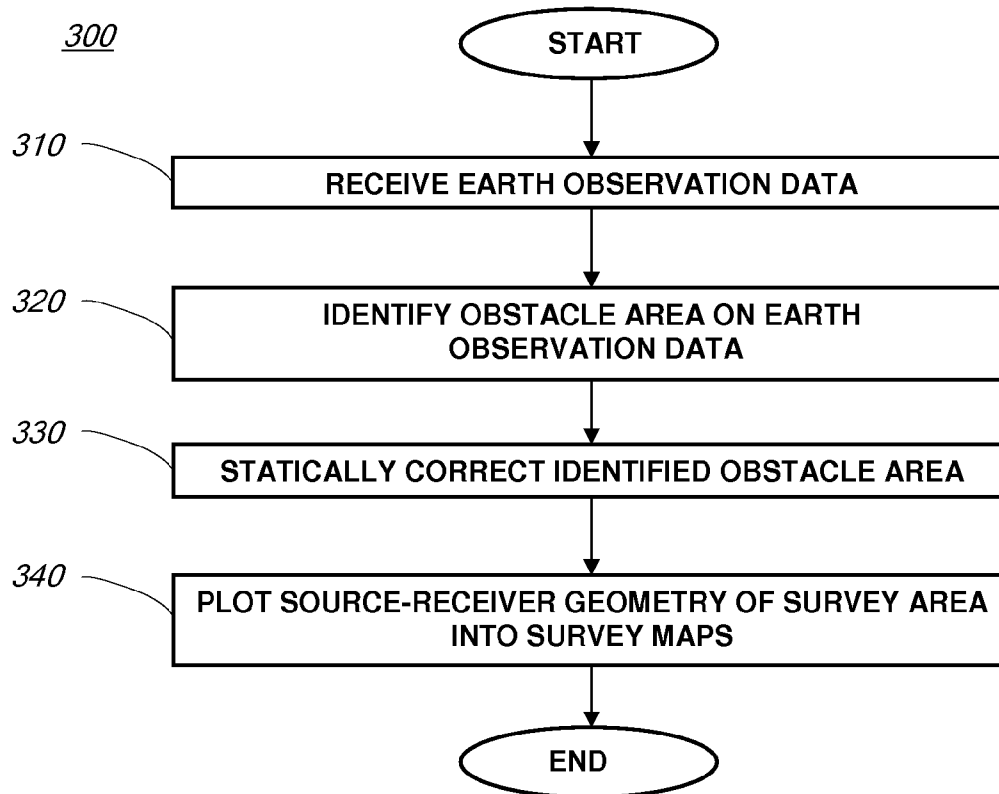 300
START
310
RECEIVE EARTH OBSERVATION DATA
320
IDENTIFY OBSTACLE AREA ON EARTH
OBSERVATION DATA
330
STATICALLY CORRECT IDENTIFIED OBSTACLE AREA
340
PLOT SOURCE-RECEIVER GEOMETRY OF SURVEY AREA
INTO SURVEY MAPS
END